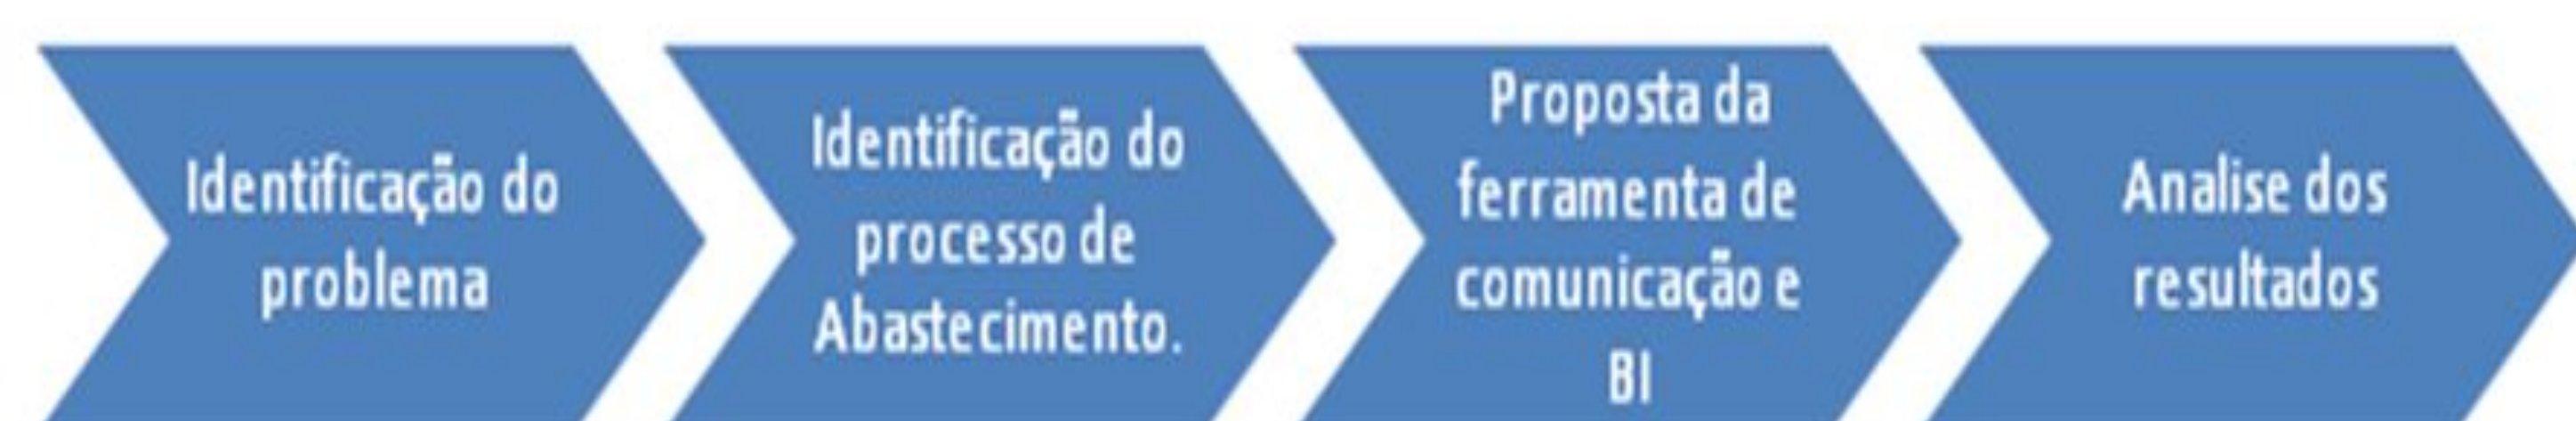 Identificação do
problema
Identificação do
processo de
Abastecimento.
Proposta da
ferramenta de
comunicação e
BI
Analise dos
resultados